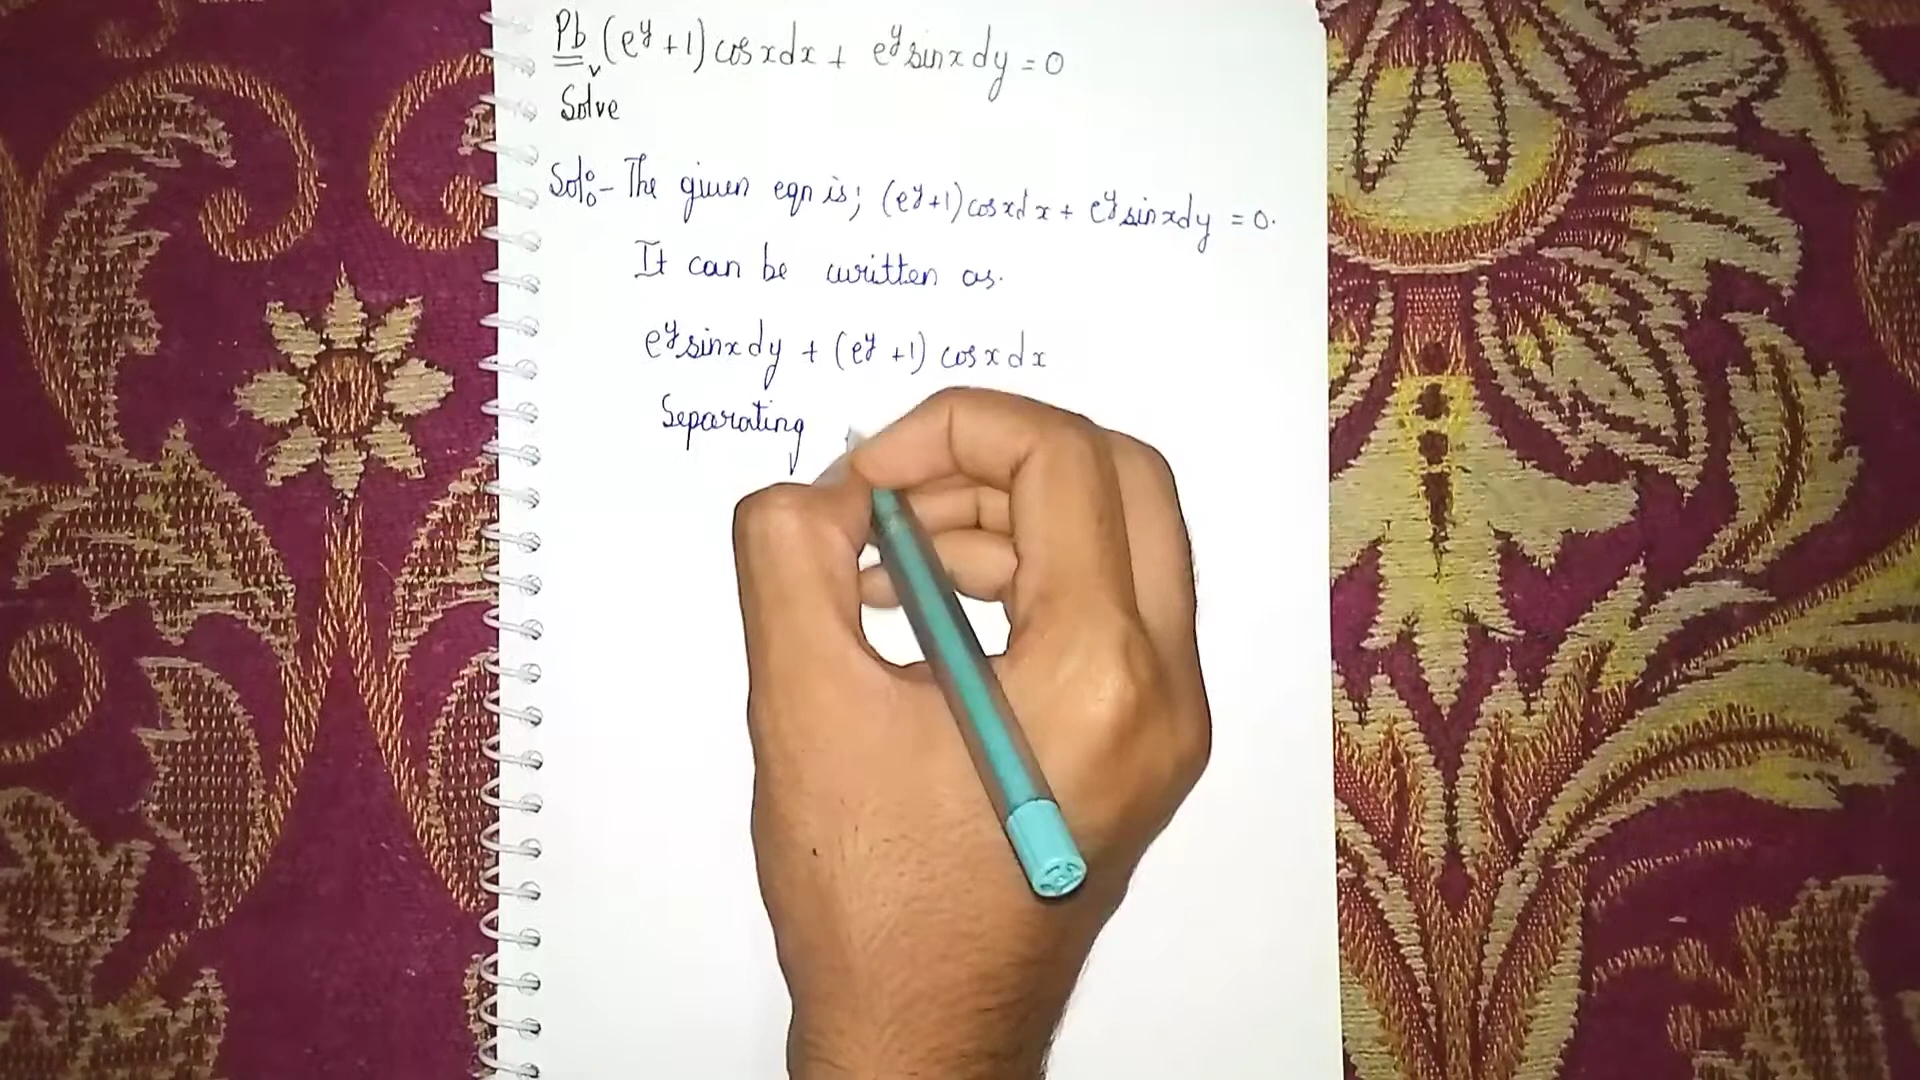 Pb (e^y + 1) cos x dx + e^y sin x dy = 0
Solve
Sol:- The given eqn is; (e^y + 1) cos x dx + e^y sin x dy = 0.
It can be written as.
e^y sin x dy + (e^y + 1) cos x dx
Separating